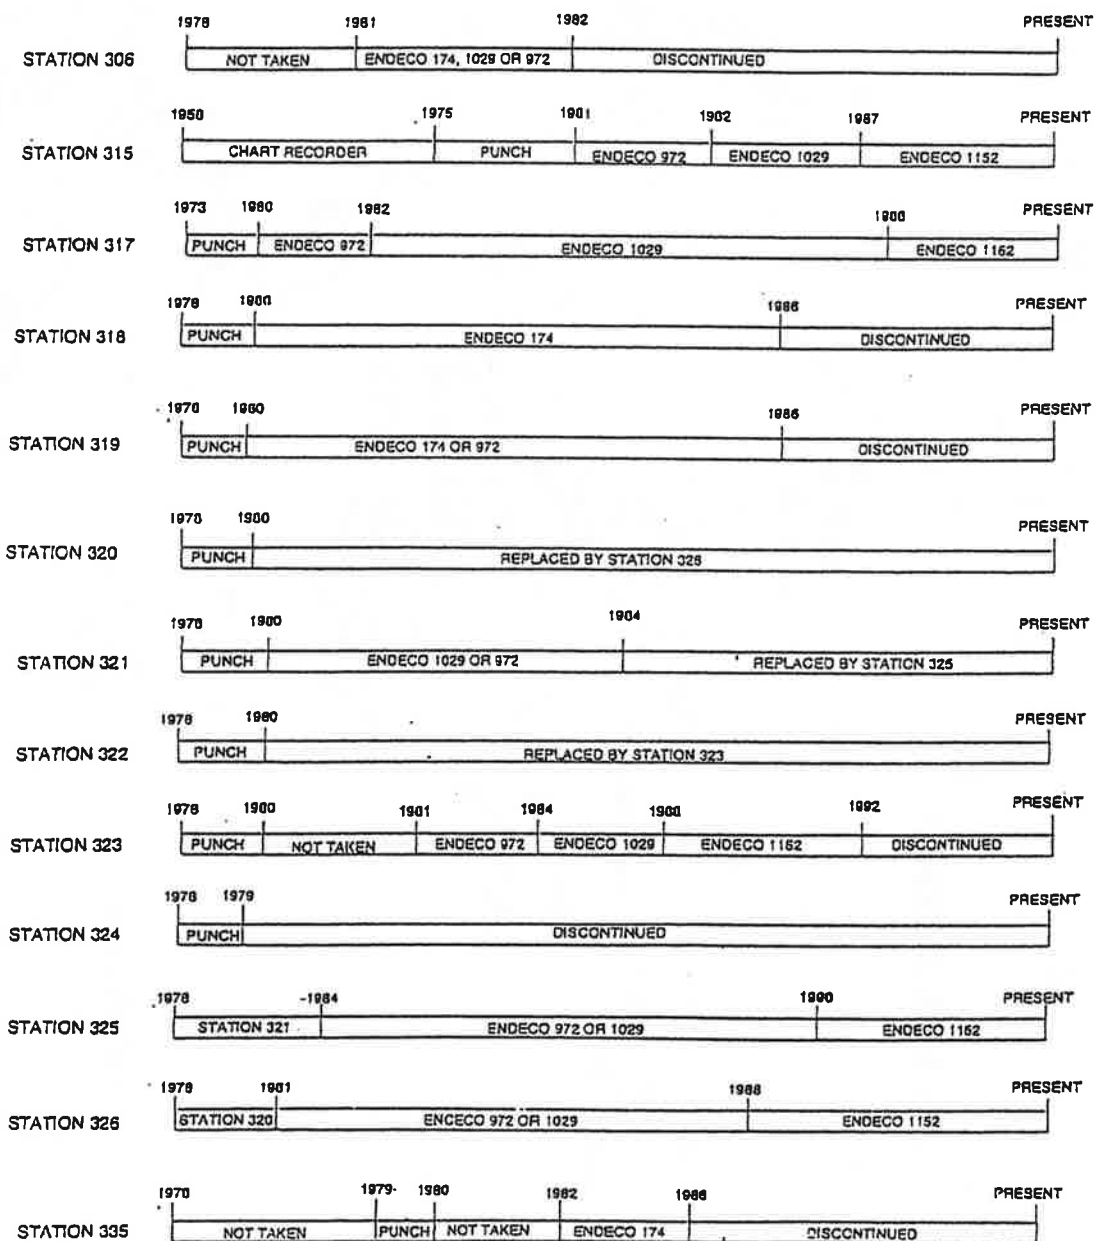 1978 1981 1982 PRESENT
STATION 306 NOT TAKEN ENDECO 174, 1029 OR 972 DISCONTINUED
1950 1975 1981 1982 1987 PRESENT
STATION 315 CHART RECORDER PUNCH ENDECO 972 ENDECO 1029 ENDECO 1152
1973 1980 1982 1988 PRESENT
STATION 317 PUNCH ENDECO 972 ENDECO 1029 ENDECO 1152
1978 1980 1986 PRESENT
STATION 318 PUNCH ENDECO 174 DISCONTINUED
1978 1980 1986 PRESENT
STATION 319 PUNCH ENDECO 174 OR 972 DISCONTINUED
1978 1980 PRESENT
STATION 320 PUNCH REPLACED BY STATION 326
1978 1980 1984 PRESENT
STATION 321 PUNCH ENDECO 1029 OR 972 REPLACED BY STATION 325
1978 1980 PRESENT
STATION 322 PUNCH REPLACED BY STATION 323
1978 1980 1981 1984 1988 1992 PRESENT
STATION 323 PUNCH NOT TAKEN ENDECO 972 ENDECO 1029 ENDECO 1152 DISCONTINUED
1978 1979 PRESENT
STATION 324 PUNCH DISCONTINUED
1978 -1984 1990 PRESENT
STATION 325 STATION 321 ENDECO 972 OR 1029 ENDECO 1152
1978 1981 1988 PRESENT
STATION 326 STATION 320 ENCECO 972 OR 1029 ENDECO 1152
1978 1979- 1980 1982 1986 PRESENT
STATION 335 NOT TAKEN PUNCH NOT TAKEN ENDECO 174 DISCONTINUED